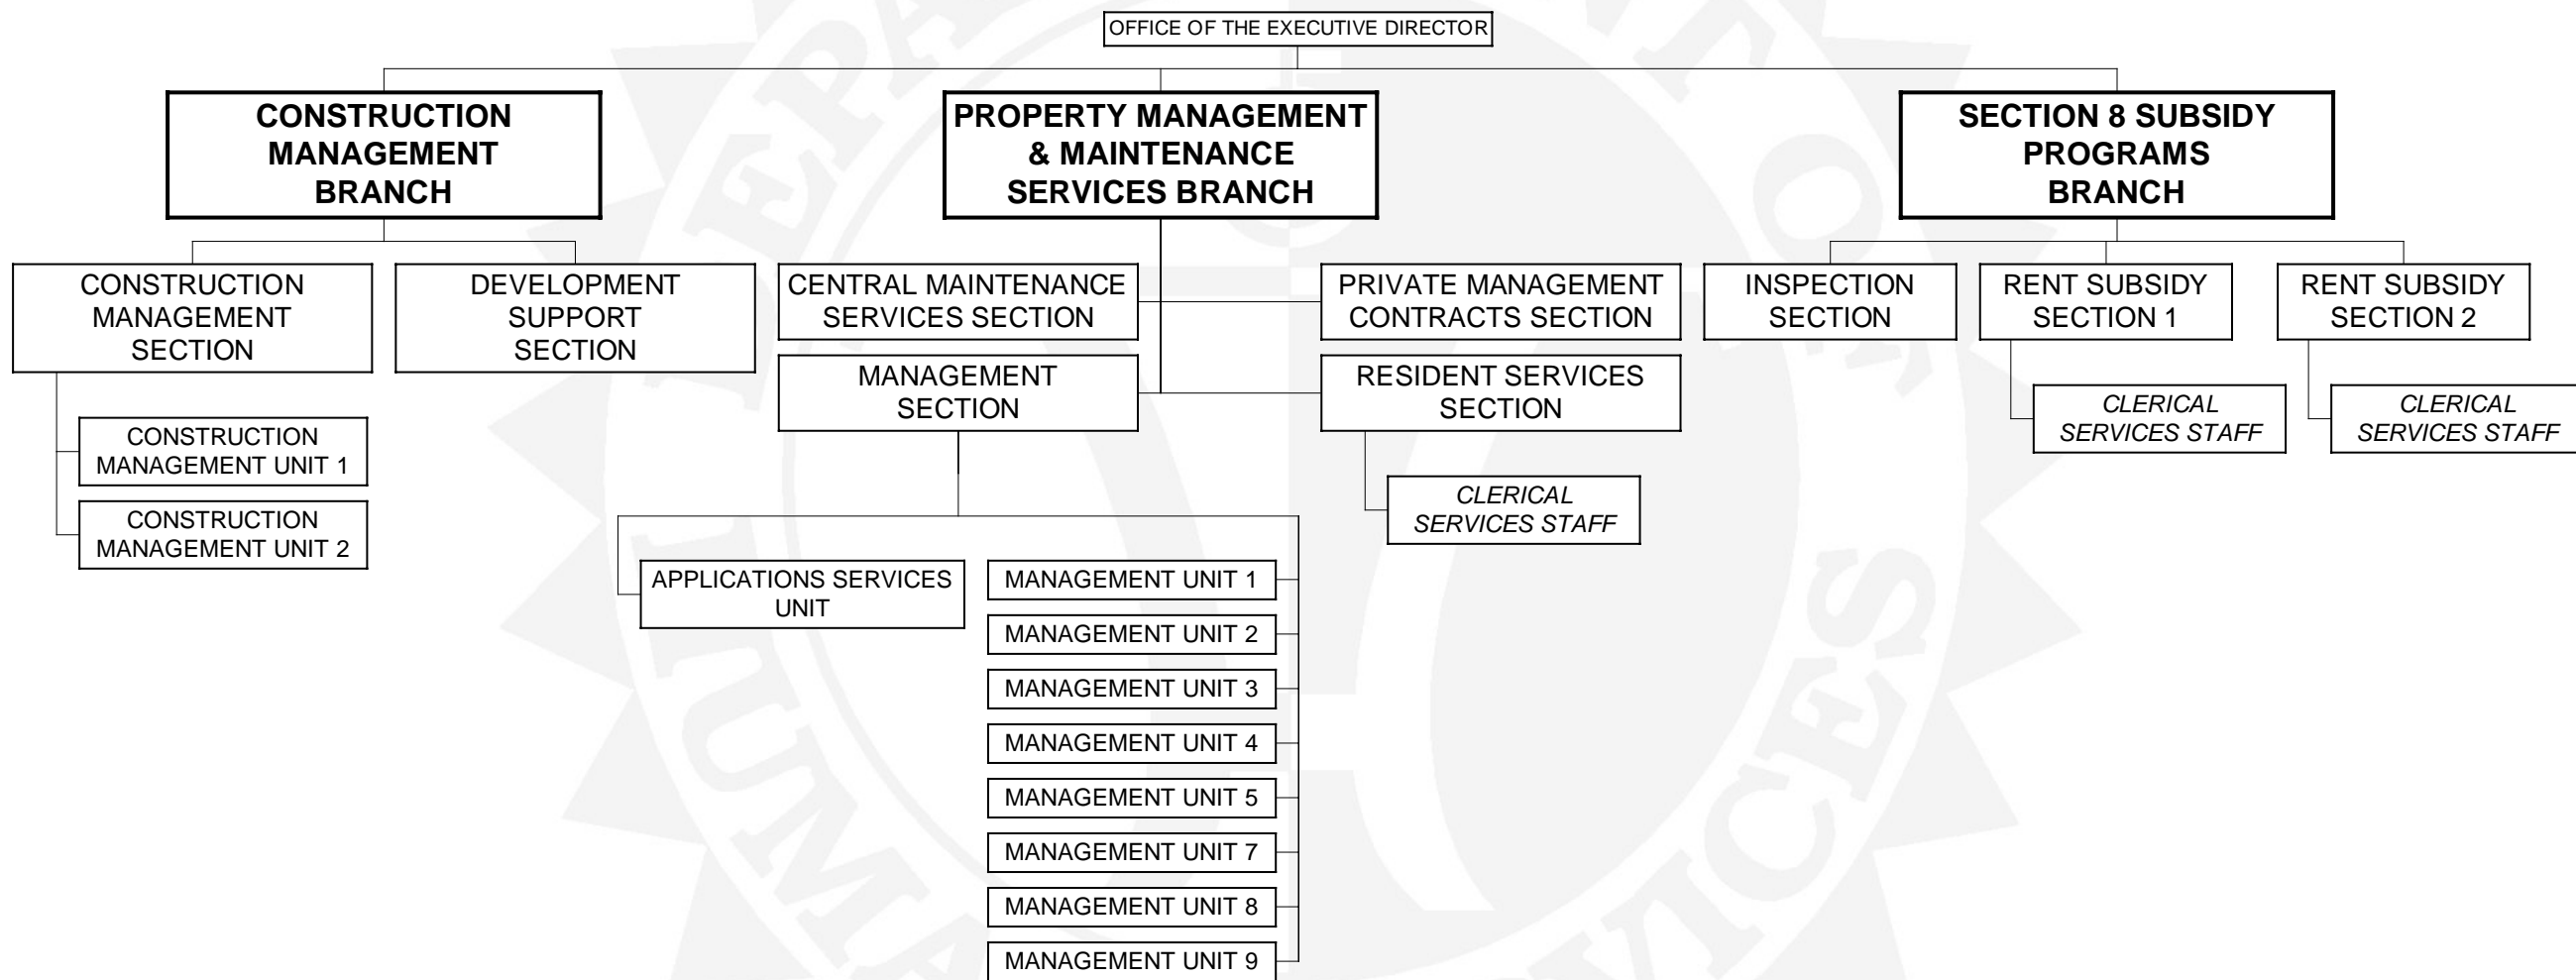 OFFICE OF THE EXECUTIVE DIRECTOR
CONSTRUCTION
MANAGEMENT
BRANCH
PROPERTY MANAGEMENT
& MAINTENANCE
SERVICES BRANCH
SECTION 8 SUBSIDY
PROGRAMS
BRANCH
CONSTRUCTION
MANAGEMENT
SECTION
DEVELOPMENT
SUPPORT
SECTION
CENTRAL MAINTENANCE
SERVICES SECTION
PRIVATE MANAGEMENT
CONTRACTS SECTION
INSPECTION
SECTION
RENT SUBSIDY
SECTION 1
RENT SUBSIDY
SECTION 2
MANAGEMENT
SECTION
RESIDENT SERVICES
SECTION
CLERICAL
SERVICES STAFF
CLERICAL
SERVICES STAFF
CONSTRUCTION
MANAGEMENT UNIT 1
CONSTRUCTION
MANAGEMENT UNIT 2
CLERICAL
SERVICES STAFF
APPLICATIONS SERVICES
UNIT
MANAGEMENT UNIT 1
MANAGEMENT UNIT 2
MANAGEMENT UNIT 3
MANAGEMENT UNIT 4
MANAGEMENT UNIT 5
MANAGEMENT UNIT 7
MANAGEMENT UNIT 8
MANAGEMENT UNIT 9